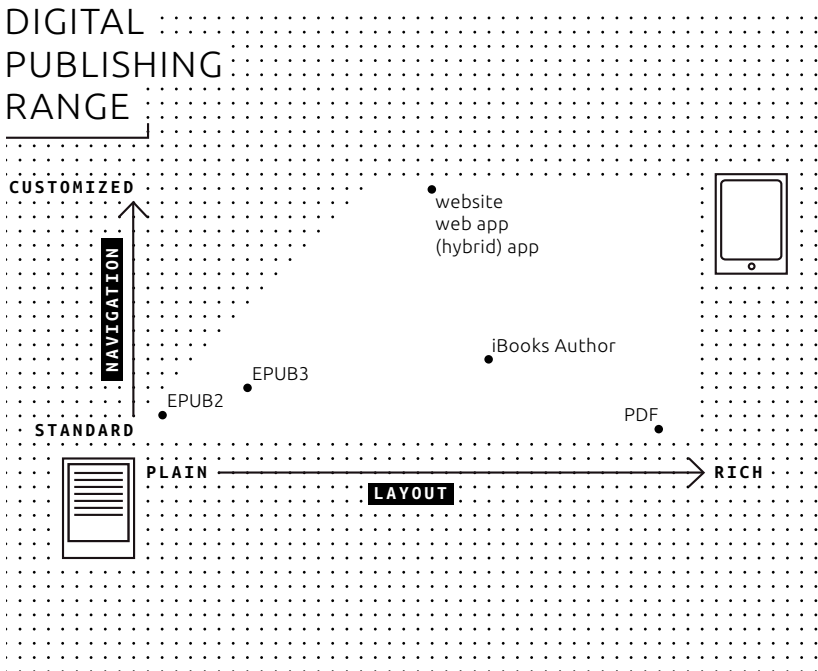 DIGITAL
PUBLISHING
RANGE
CUSTOMIZED
website
web app
(hybrid) app
NAVIGATION
iBooks Author
EPUB3
EPUB2
PDF
STANDARD
PLAIN
RICH
LAYOUT